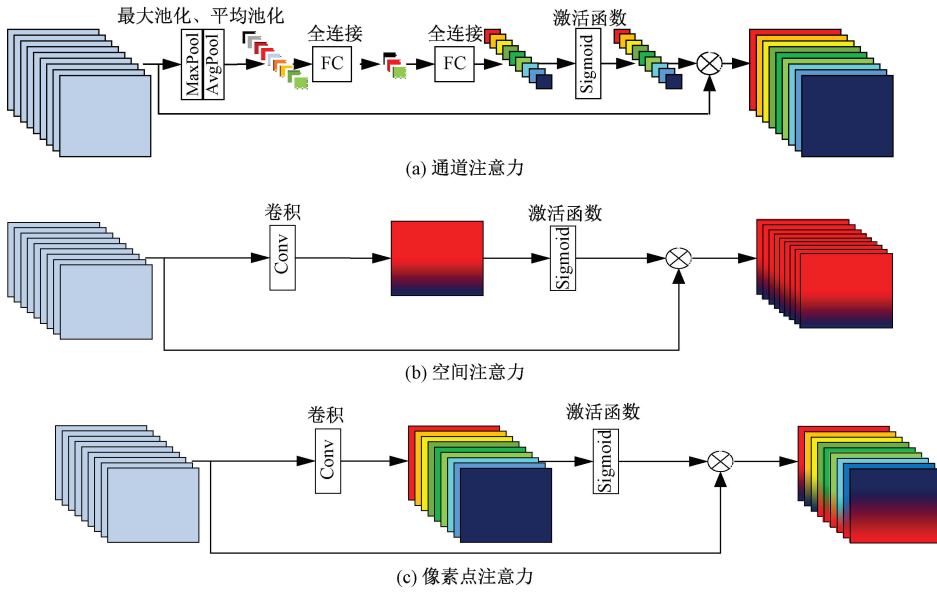 最大池化、平均池化
全连接
全连接
激活函数
MaxPool
AvgPool
FC
FC
Sigmoid
(a) 通道注意力
卷积
激活函数
Conv
Sigmoid
(b) 空间注意力
卷积
激活函数
Conv
Sigmoid
(c) 像素点注意力